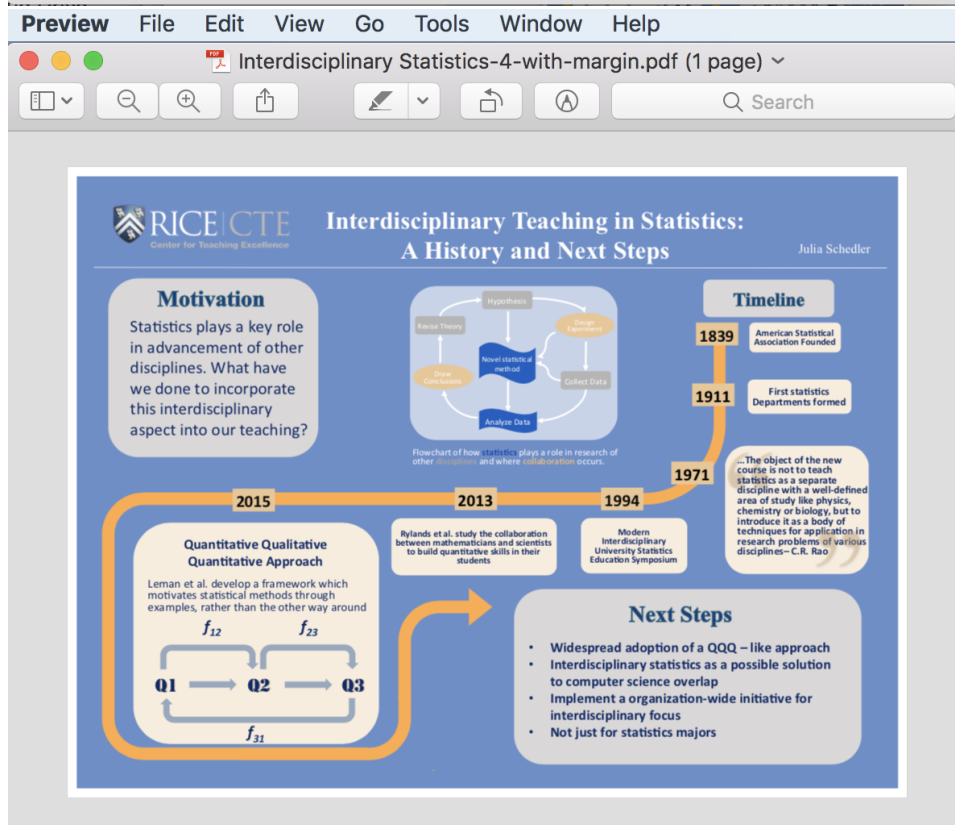 Preview File Edit View Go Tools Window Help
Interdisciplinary Statistics-4-with-margin.pdf (1 page)
Search
RICE CTE
Center for Teaching Excellence
Interdisciplinary Teaching in Statistics:
A History and Next Steps
Julia Schedler
Motivation
Statistics plays a key role
in advancement of other
disciplines. What have
we done to incorporate
this interdisciplinary
aspect into our teaching?
Hypothesis
Revise Theory
Design
Experiment
Novel statistical
method
Draw
Conclusions
Collect Data
Analyze Data
Flowchart of how statistics plays a role in research of
other disciplines and where collaboration occurs.
Timeline
1839
American Statistical
Association Founded
1911
First statistics
Departments formed
1971
...The object of the new
course is not to teach
statistics as a separate
discipline with a well-defined
area of study like physics,
chemistry or biology, but to
introduce it as a body of
techniques for application in
research problems of various
disciplines– C.R. Rao
1994
Modern
Interdisciplinary
University Statistics
Education Symposium
2013
Rylands et al. study the collaboration
between mathematicians and scientists
to build quantitative skills in their
students
2015
Quantitative Qualitative
Quantitative Approach
Leman et al. develop a framework which
motivates statistical methods through
examples, rather than the other way around
f12 f23
Q1 Q2 Q3
f31
Next Steps
• Widespread adoption of a QQQ – like approach
• Interdisciplinary statistics as a possible solution
to computer science overlap
• Implement a organization-wide initiative for
interdisciplinary focus
• Not just for statistics majors